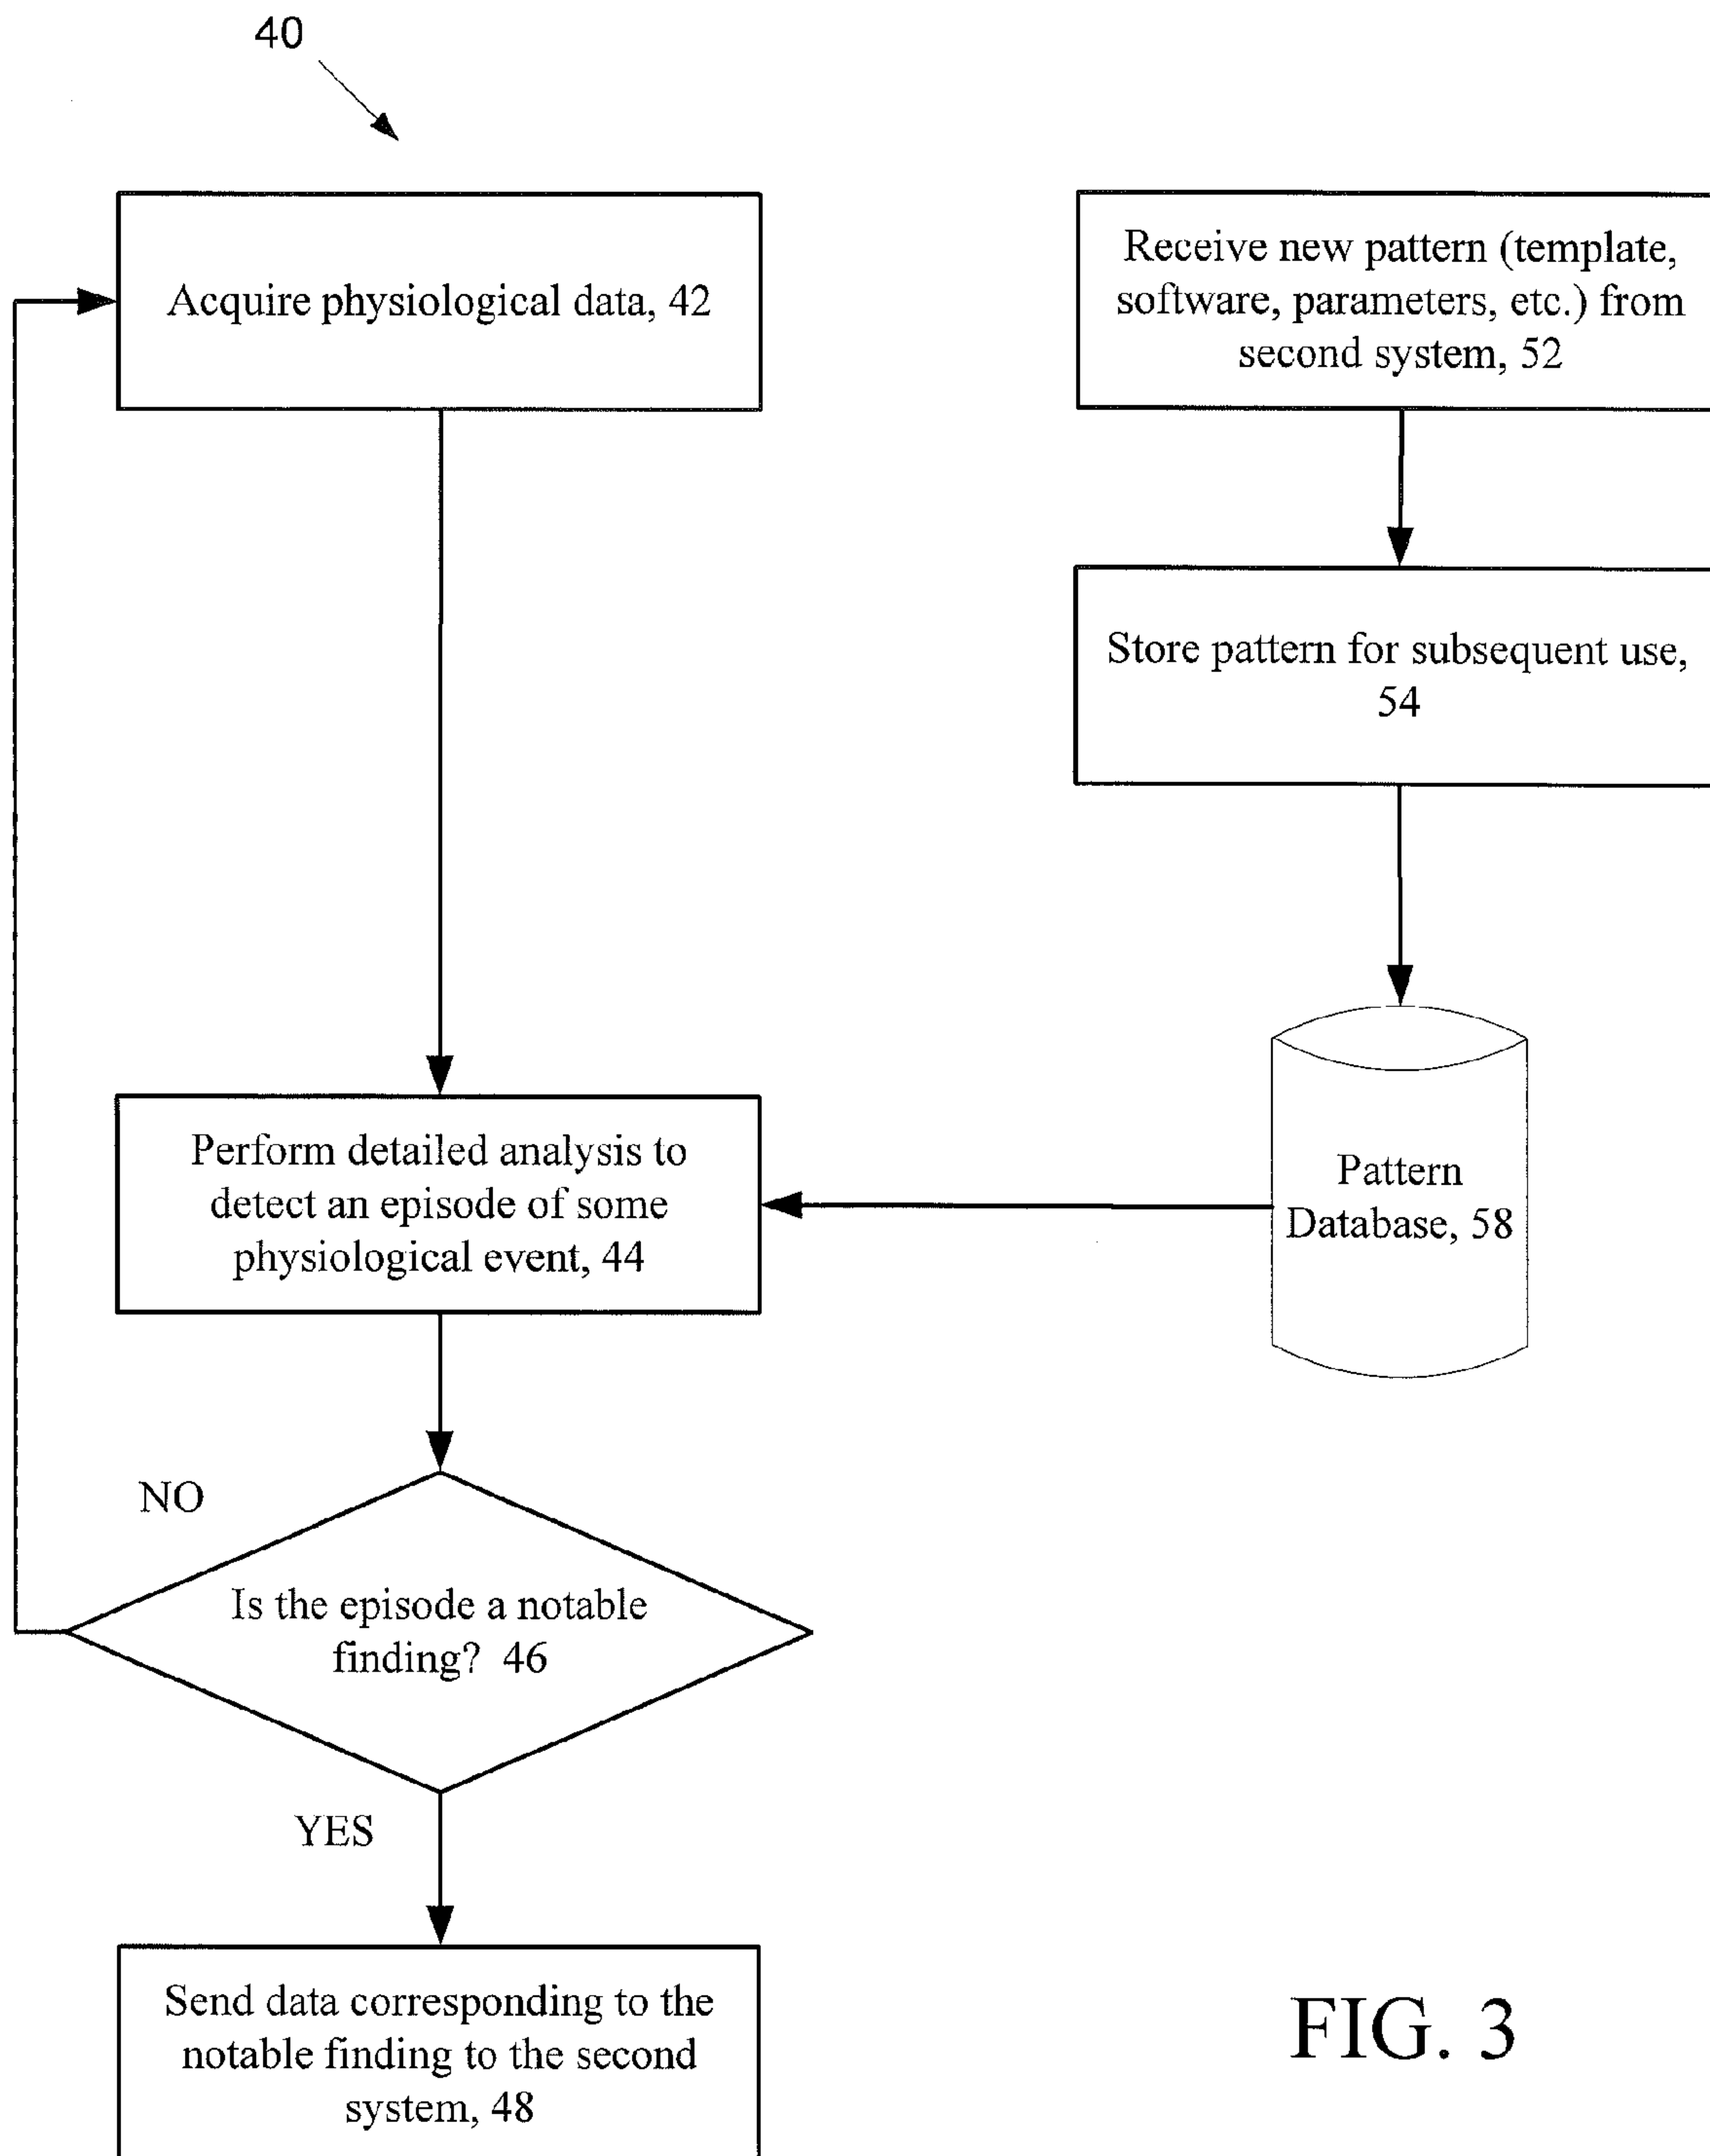 40
Acquire physiological data, 42
Receive new pattern (template,
software, parameters, etc.) from
second system, 52
Store pattern for subsequent use,
54
Perform detailed analysis to
detect an episode of some
physiological event, 44
Pattern
Database, 58
NO
Is the episode a notable
finding? 46
YES
Send data corresponding to the
notable finding to the second
system, 48
FIG. 3